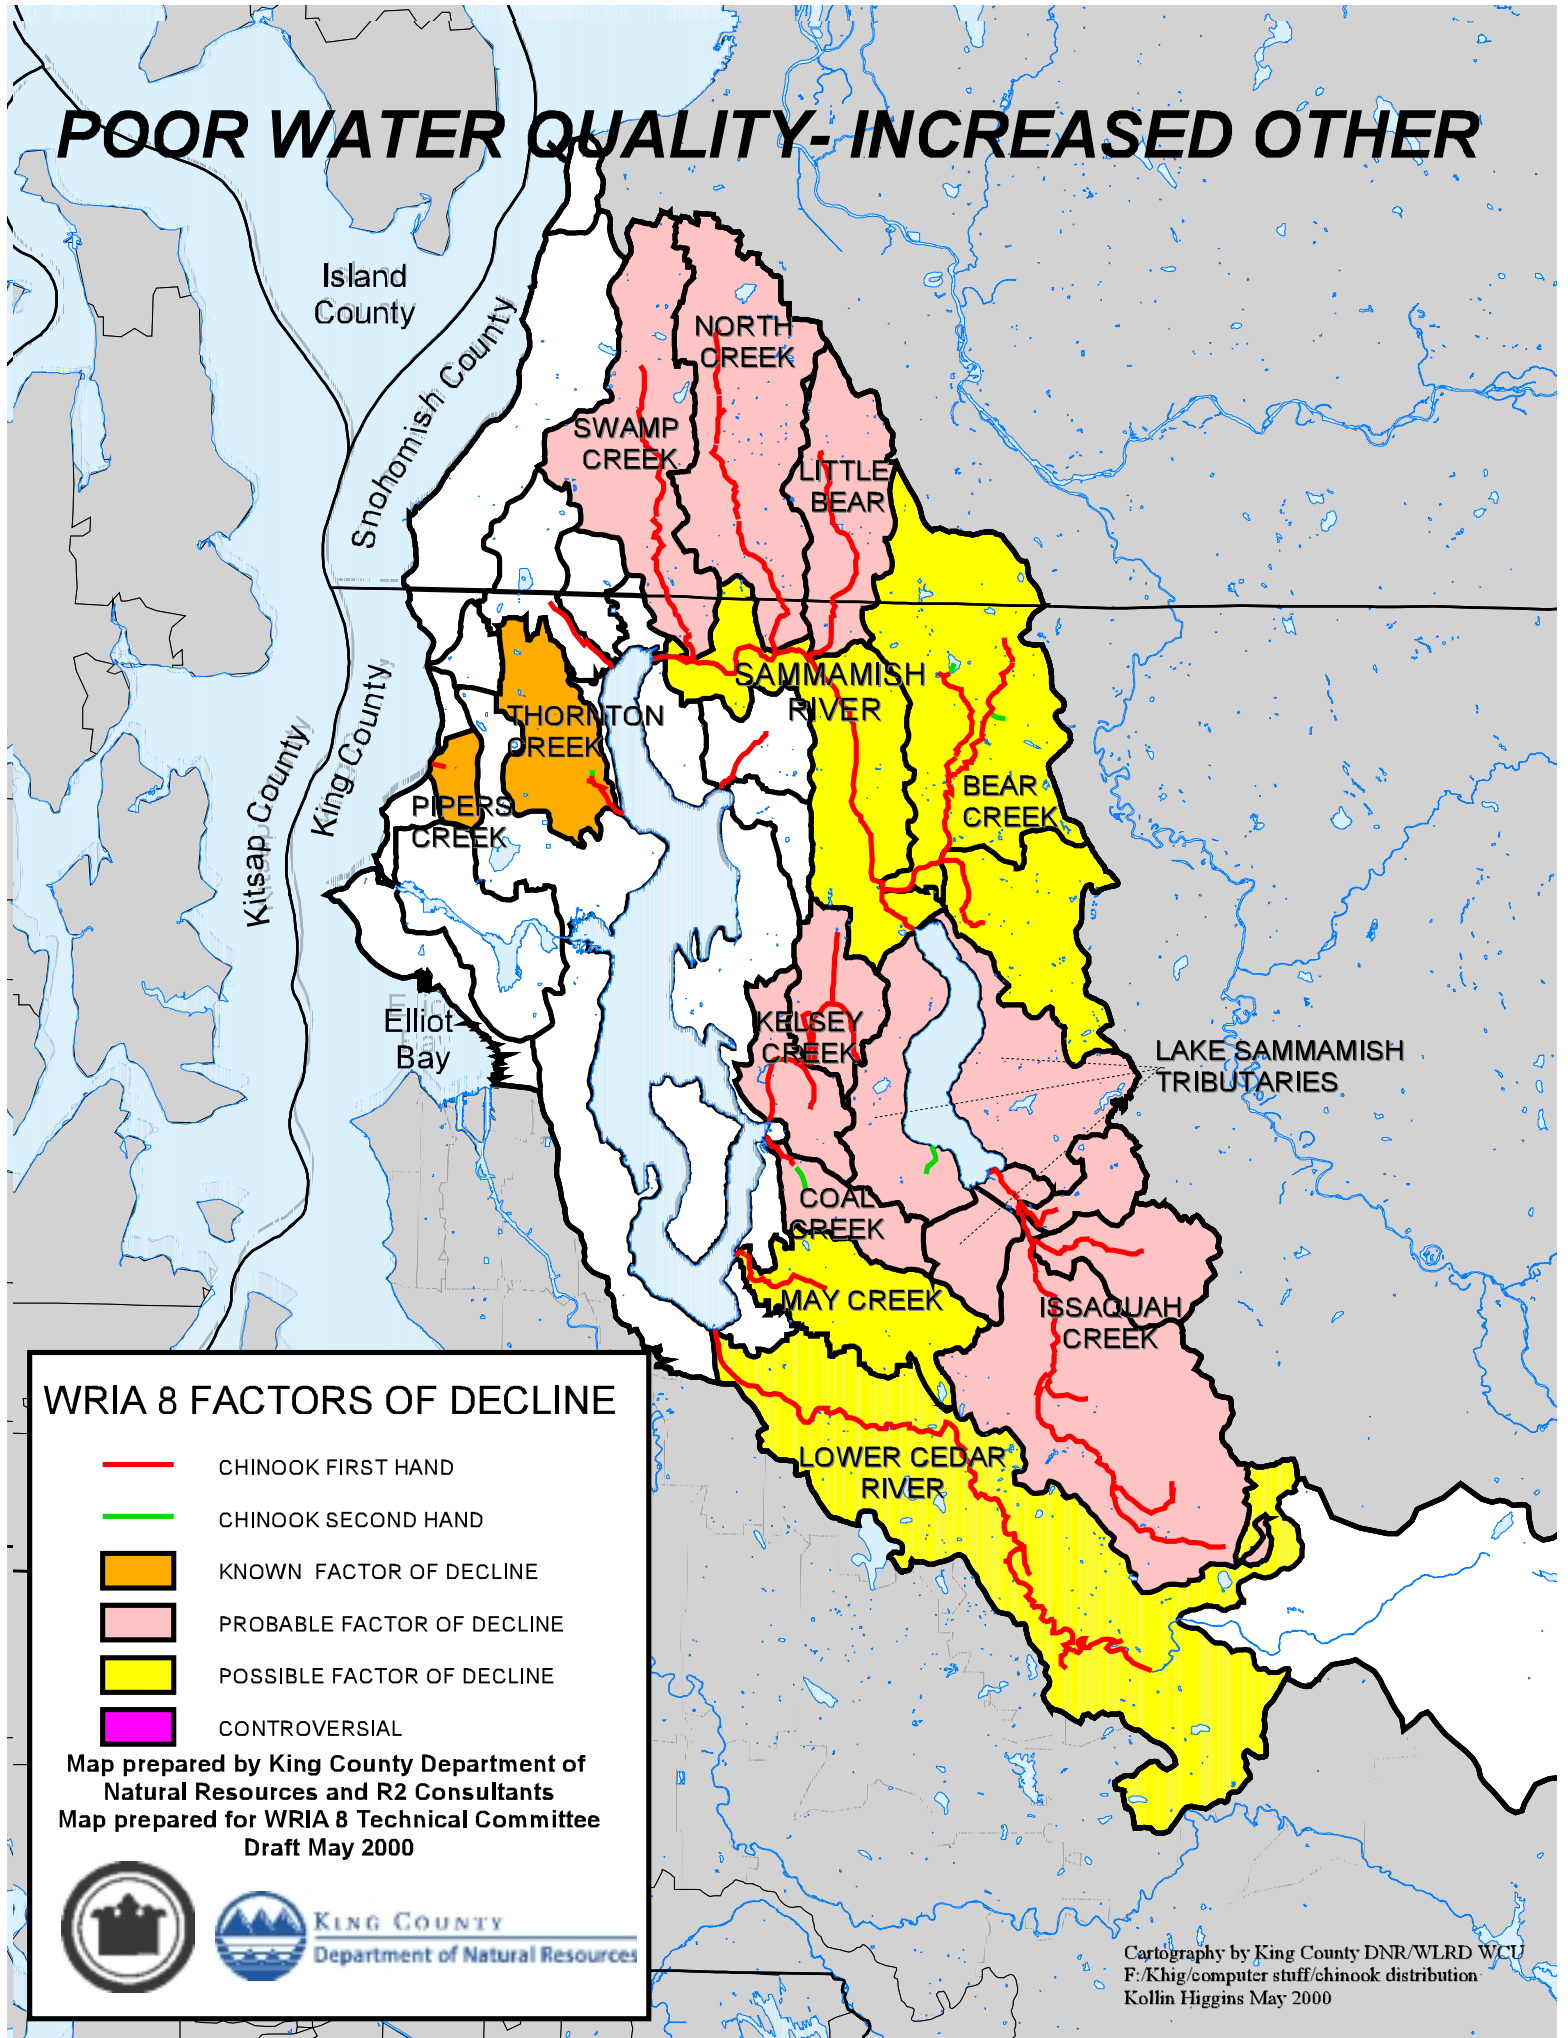 POOR WATER QUALITY- INCREASED OTHER
Island
County
Snohomish County
NORTH
CREEK
SWAMP
CREEK
LITTLE
BEAR
SAMMAMISH
RIVER
THORNTON
CREEK
King County
Kitsap County
PIPERS
CREEK
BEAR
CREEK
Elliot
Bay
KELSEY
CREEK
LAKE SAMMAMISH
TRIBUTARIES
COAL
CREEK
MAY CREEK
ISSAQUAH
CREEK
LOWER CEDAR
RIVER
WRIA 8 FACTORS OF DECLINE
CHINOOK FIRST HAND
CHINOOK SECOND HAND
KNOWN FACTOR OF DECLINE
PROBABLE FACTOR OF DECLINE
POSSIBLE FACTOR OF DECLINE
CONTROVERSIAL
Map prepared by King County Department of
Natural Resources and R2 Consultants
Map prepared for WRIA 8 Technical Committee
Draft May 2000
KING COUNTY
Department of Natural Resources
Cartography by King County DNR/WLRD WCU
F:/Khig/computer stuff/chinook distribution
Kollin Higgins May 2000